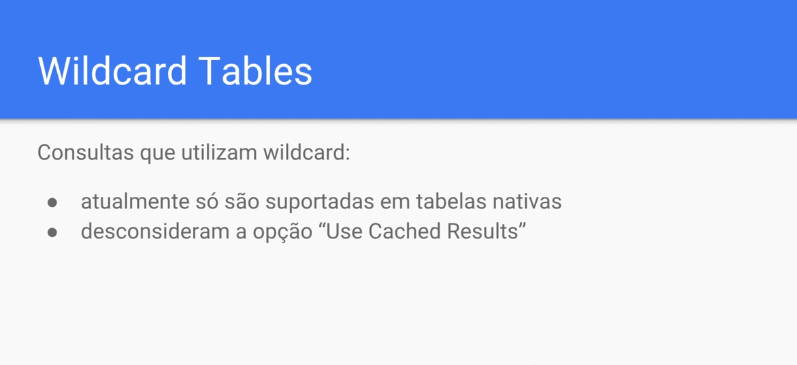 Wildcard Tables
Consultas que utilizam wildcard:
● atualmente só são suportadas em tabelas nativas
● desconsideram a opção “Use Cached Results”